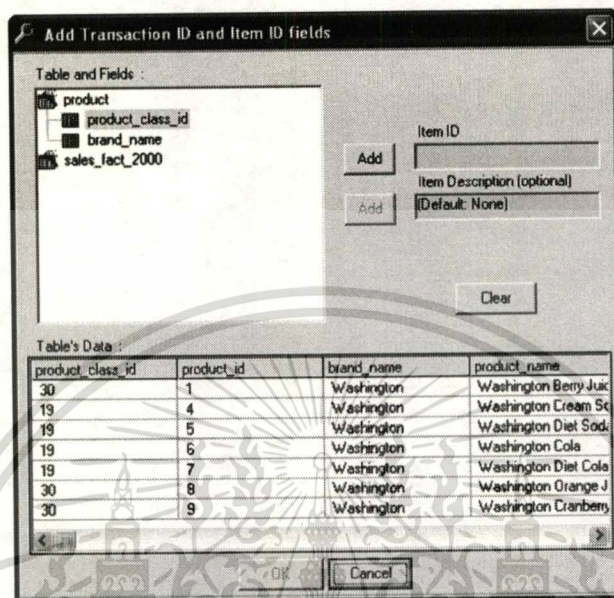 Add Transaction ID and Item ID fields
Table and Fields :
product
product_class_id
brand_name
sales_fact_2000
Item ID
Add
Item Description (optional)
Add
(Default: None)
Clear
Table's Data :
product_class_id product_id brand_name product_name
30 1 Washington Washington Berry Juic
19 4 Washington Washington Cream So
19 5 Washington Washington Diet Soda
19 6 Washington Washington Cola
19 7 Washington Washington Diet Cola
30 8 Washington Washington Orange J
30 9 Washington Washington Cranberry
OK Cancel